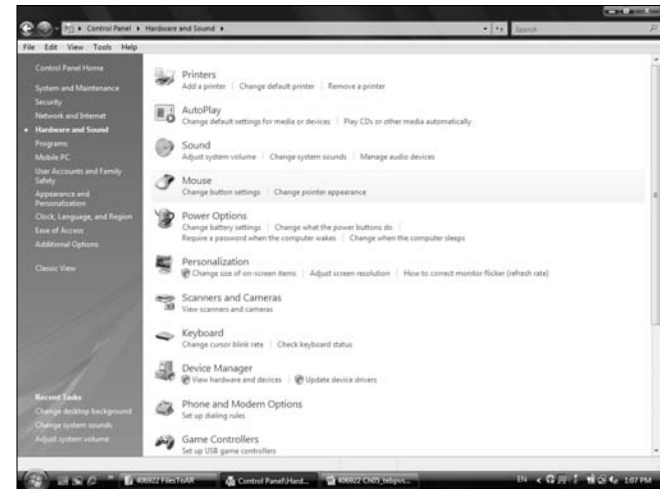 Control Panel ▸ Hardware and Sound ▸
Search
File Edit View Tools Help
Control Panel Home
System and Maintenance
Security
Network and Internet
Hardware and Sound
Programs
Mobile PC
User Accounts and Family
Safety
Appearance and
Personalization
Clock, Language, and Region
Ease of Access
Additional Options
Classic View
Recent Tasks
Change desktop background
Change system sounds
Adjust system volume
Printers
Add a printer | Change default printer | Remove a printer
AutoPlay
Change default settings for media or devices | Play CDs or other media automatically
Sound
Adjust system volume | Change system sounds | Manage audio devices
Mouse
Change button settings | Change pointer appearance
Power Options
Change battery settings | Change what the power buttons do |
Require a password when the computer wakes | Change when the computer sleeps
Personalization
Change size of on-screen items | Adjust screen resolution | How to correct monitor flicker (refresh rate)
Scanners and Cameras
View scanners and cameras
Keyboard
Change cursor blink rate | Check keyboard status
Device Manager
View hardware and devices | Update device drivers
Phone and Modem Options
Set up dialing rules
Game Controllers
Set up USB game controllers
406922 FilesToAR
Control Panel\Hard...
406922
EN
1:07 PM